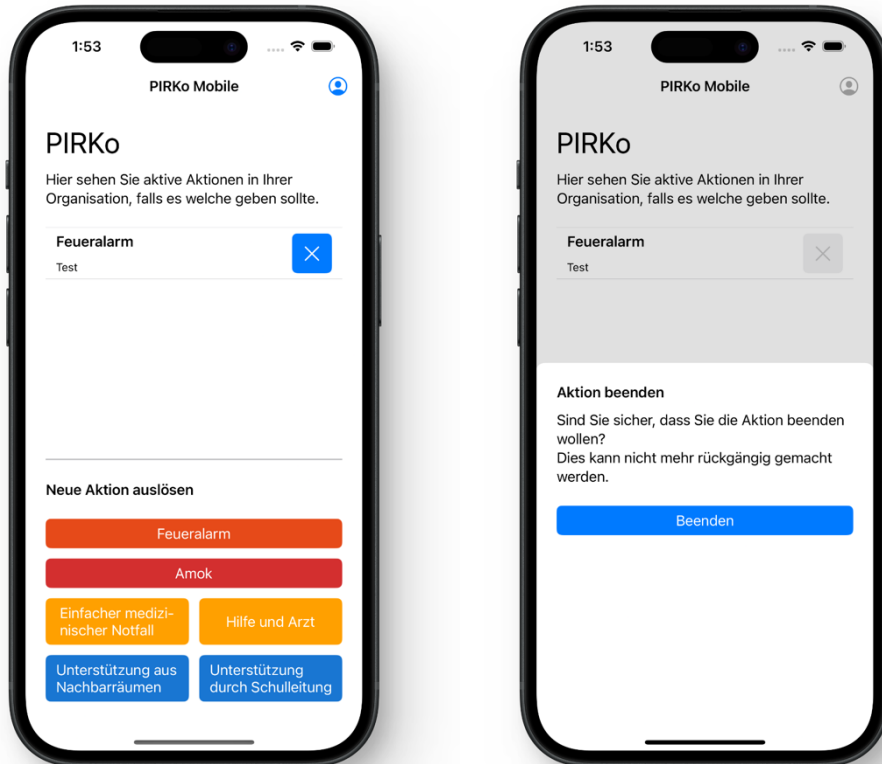 1:53
PIRKo Mobile
PIRKo
Hier sehen Sie aktive Aktionen in Ihrer
Organisation, falls es welche geben sollte.
Feueralarm
Test
Neue Aktion auslösen
Feueralarm
Amok
Einfacher medizi-
nischer Notfall
Hilfe und Arzt
Unterstützung aus
Nachbarräumen
Unterstützung
durch Schulleitung
1:53
PIRKo Mobile
PIRKo
Hier sehen Sie aktive Aktionen in Ihrer
Organisation, falls es welche geben sollte.
Feueralarm
Test
Aktion beenden
Sind Sie sicher, dass Sie die Aktion beenden
wollen?
Dies kann nicht mehr rückgängig gemacht
werden.
Beenden